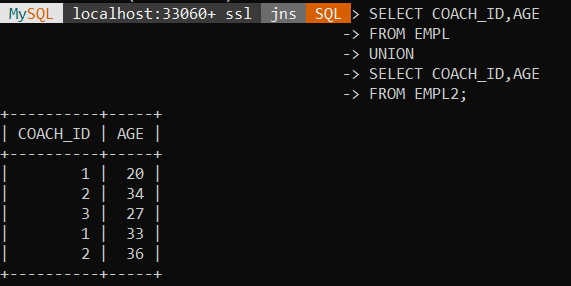 MySQL localhost:33060+ ssl jns SQL > SELECT COACH_ID,AGE
-> FROM EMPL
-> UNION
-> SELECT COACH_ID,AGE
-> FROM EMPL2;
+----------+-----+
| COACH_ID | AGE |
+----------+-----+
|        1 |  20 |
|        2 |  34 |
|        3 |  27 |
|        1 |  33 |
|        2 |  36 |
+----------+-----+